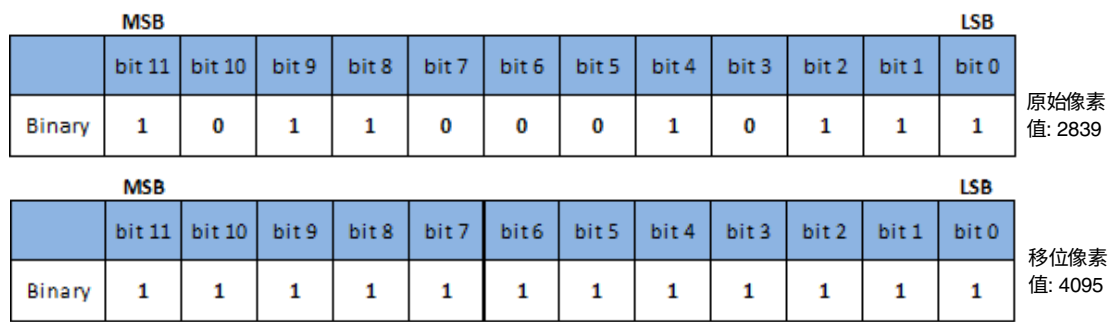 MSB LSB
bit 11 bit 10 bit 9 bit 8 bit 7 bit 6 bit 5 bit 4 bit 3 bit 2 bit 1 bit 0
Binary 1 0 1 1 0 0 0 1 0 1 1 1
原始像素
值: 2839
MSB LSB
bit 11 bit 10 bit 9 bit 8 bit 7 bit6 bit 5 bit 4 bit 3 bit 2 bit 1 bit 0
Binary 1 1 1 1 1 1 1 1 1 1 1 1
移位像素
值: 4095